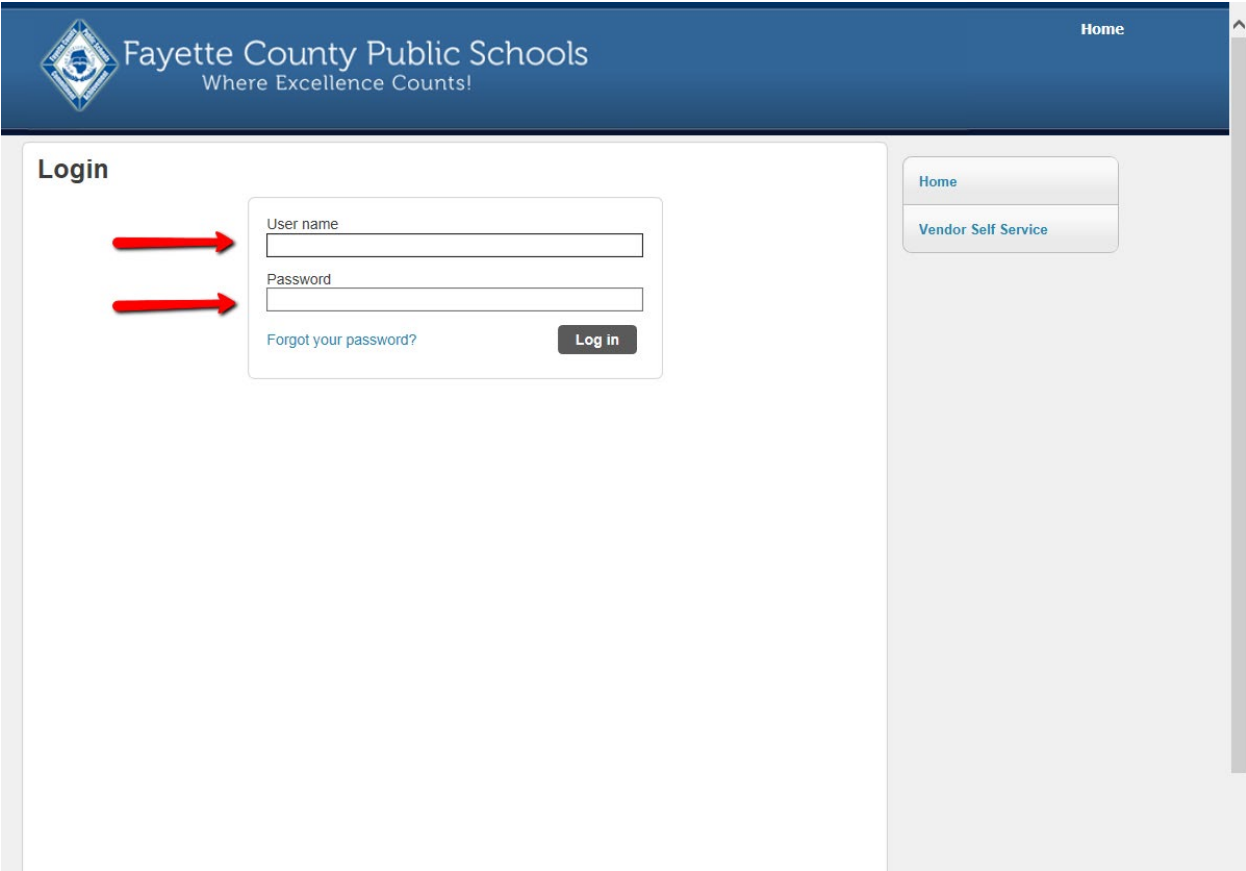 Home
Fayette County Public Schools
Where Excellence Counts!
Login
User name
Password
Forgot your password?
Log in
Home
Vendor Self Service